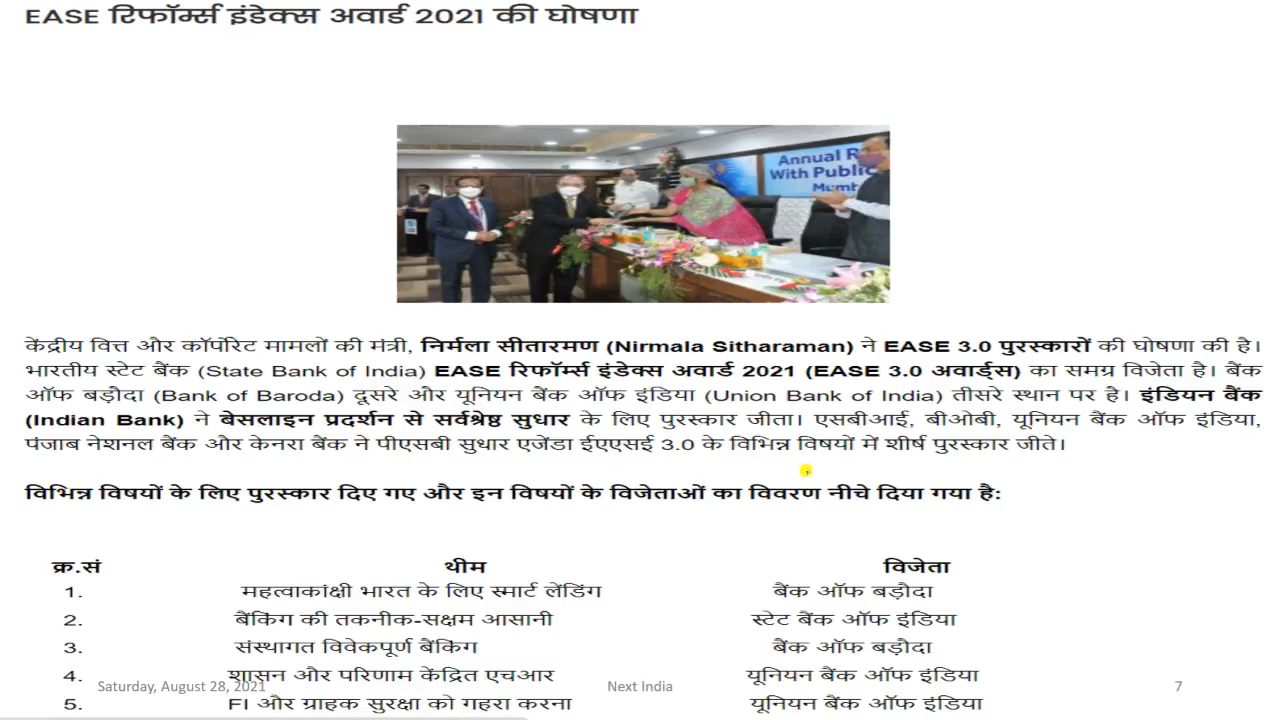 EASE रिफॉर्म्स इंडेक्स अवार्ड 2021 की घोषणा
Annual R
With Public
Mumb
केंद्रीय वित्त और कॉर्पोरेट मामलों की मंत्री, निर्मला सीतारमण (Nirmala Sitharaman) ने EASE 3.0 पुरस्कारों की घोषणा की है।
भारतीय स्टेट बैंक (State Bank of India) EASE रिफॉर्म्स इंडेक्स अवार्ड 2021 (EASE 3.0 अवार्ड्स) का समग्र विजेता है। बैंक
ऑफ बड़ौदा (Bank of Baroda) दूसरे और यूनियन बैंक ऑफ इंडिया (Union Bank of India) तीसरे स्थान पर है। इंडियन बैंक
(Indian Bank) ने बेसलाइन प्रदर्शन से सर्वश्रेष्ठ सुधार के लिए पुरस्कार जीता। एसबीआई, बीओबी, यूनियन बैंक ऑफ इंडिया,
पंजाब नेशनल बैंक और केनरा बैंक ने पीएसबी सुधार एजेंडा ईएएसई 3.0 के विभिन्न विषयों में शीर्ष पुरस्कार जीते।
विभिन्न विषयों के लिए पुरस्कार दिए गए और इन विषयों के विजेताओं का विवरण नीचे दिया गया है:
क्र.सं थीम विजेता
1. महत्वाकांक्षी भारत के लिए स्मार्ट लेंडिंग बैंक ऑफ बड़ौदा
2. बैंकिंग की तकनीक-सक्षम आसानी स्टेट बैंक ऑफ इंडिया
3. संस्थागत विवेकपूर्ण बैंकिंग बैंक ऑफ बड़ौदा
4. शासन और परिणाम केंद्रित एचआर यूनियन बैंक ऑफ इंडिया
Saturday, August 28, 2021 Next India 7
5. FI और ग्राहक सुरक्षा को गहरा करना यूनियन बैंक ऑफ इंडिया